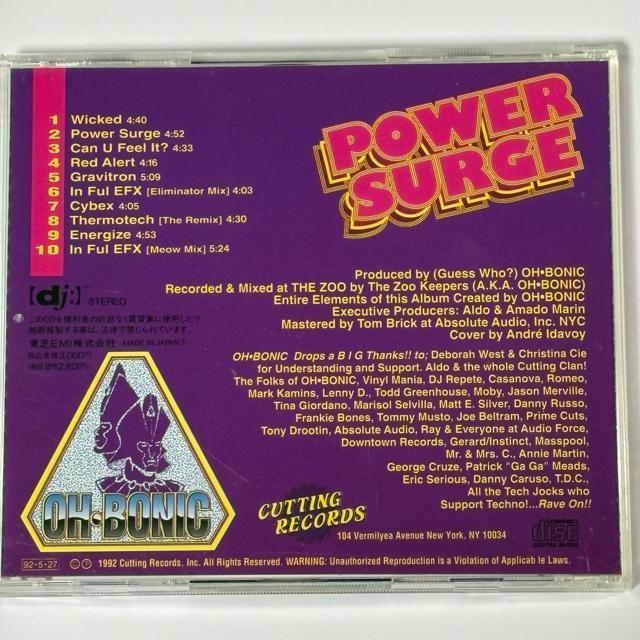 POWER
SURGE
1 Wicked 4:40
2 Power Surge 4:52
3 Can U Feel It? 4:33
4 Red Alert 4:16
5 Gravitron 5:09
6 In Ful EFX [Eliminator Mix] 4:03
7 Cybex 4:05
8 Thermotech [The Remix] 4:30
9 Energize 4:53
10 In Ful EFX [Meow Mix] 5:24
[dj:] STEREO
このCDを権利者の許諾なく賃貸業に使用したり
無断複製する事は、法律で禁じられています。
東芝EMI株式会社 MADE IN JAPAN
税込価格3,000円
(税抜価格2,913円)
Produced by (Guess Who?) OH•BONIC
Recorded & Mixed at THE ZOO by The Zoo Keepers (A.K.A. OH•BONIC)
Entire Elements of this Album Created by OH•BONIC
Executive Producers: Aldo & Amado Marin
Mastered by Tom Brick at Absolute Audio, Inc. NYC
Cover by André Idavoy
OH•BONIC Drops a B I G Thanks!! to; Deborah West & Christina Cie
for Understanding and Support. Aldo & the whole Cutting Clan!
The Folks of OH•BONIC, Vinyl Mania, DJ Repete, Casanova, Romeo,
Mark Kamins, Lenny D., Todd Greenhouse, Moby, Jason Merville,
Tina Giordano, Marisol Selvilla, Matt E. Silver, Danny Russo,
Frankie Bones, Tommy Musto, Joe Beltram, Prime Cuts,
Tony Drootin, Absolute Audio, Ray & Everyone at Audio Force,
Downtown Records, Gerard/Instinct, Masspool,
Mr. & Mrs. C., Annie Martin,
George Cruze, Patrick "Ga Ga" Meads,
Eric Serious, Danny Caruso, T.D.C.,
All the Tech Jocks who
Support Techno!...Rave On!!
OH•BONIC
CUTTING
RECORDS
104 Vermilyea Avenue New York, NY 10034
COMPACT
disc
DIGITAL AUDIO
92•5•27 Ⓒ Ⓟ 1992 Cutting Records, Inc. All Rights Reserved. WARNING: Unauthorized Reproduction is a Violation of Applicab le Laws.